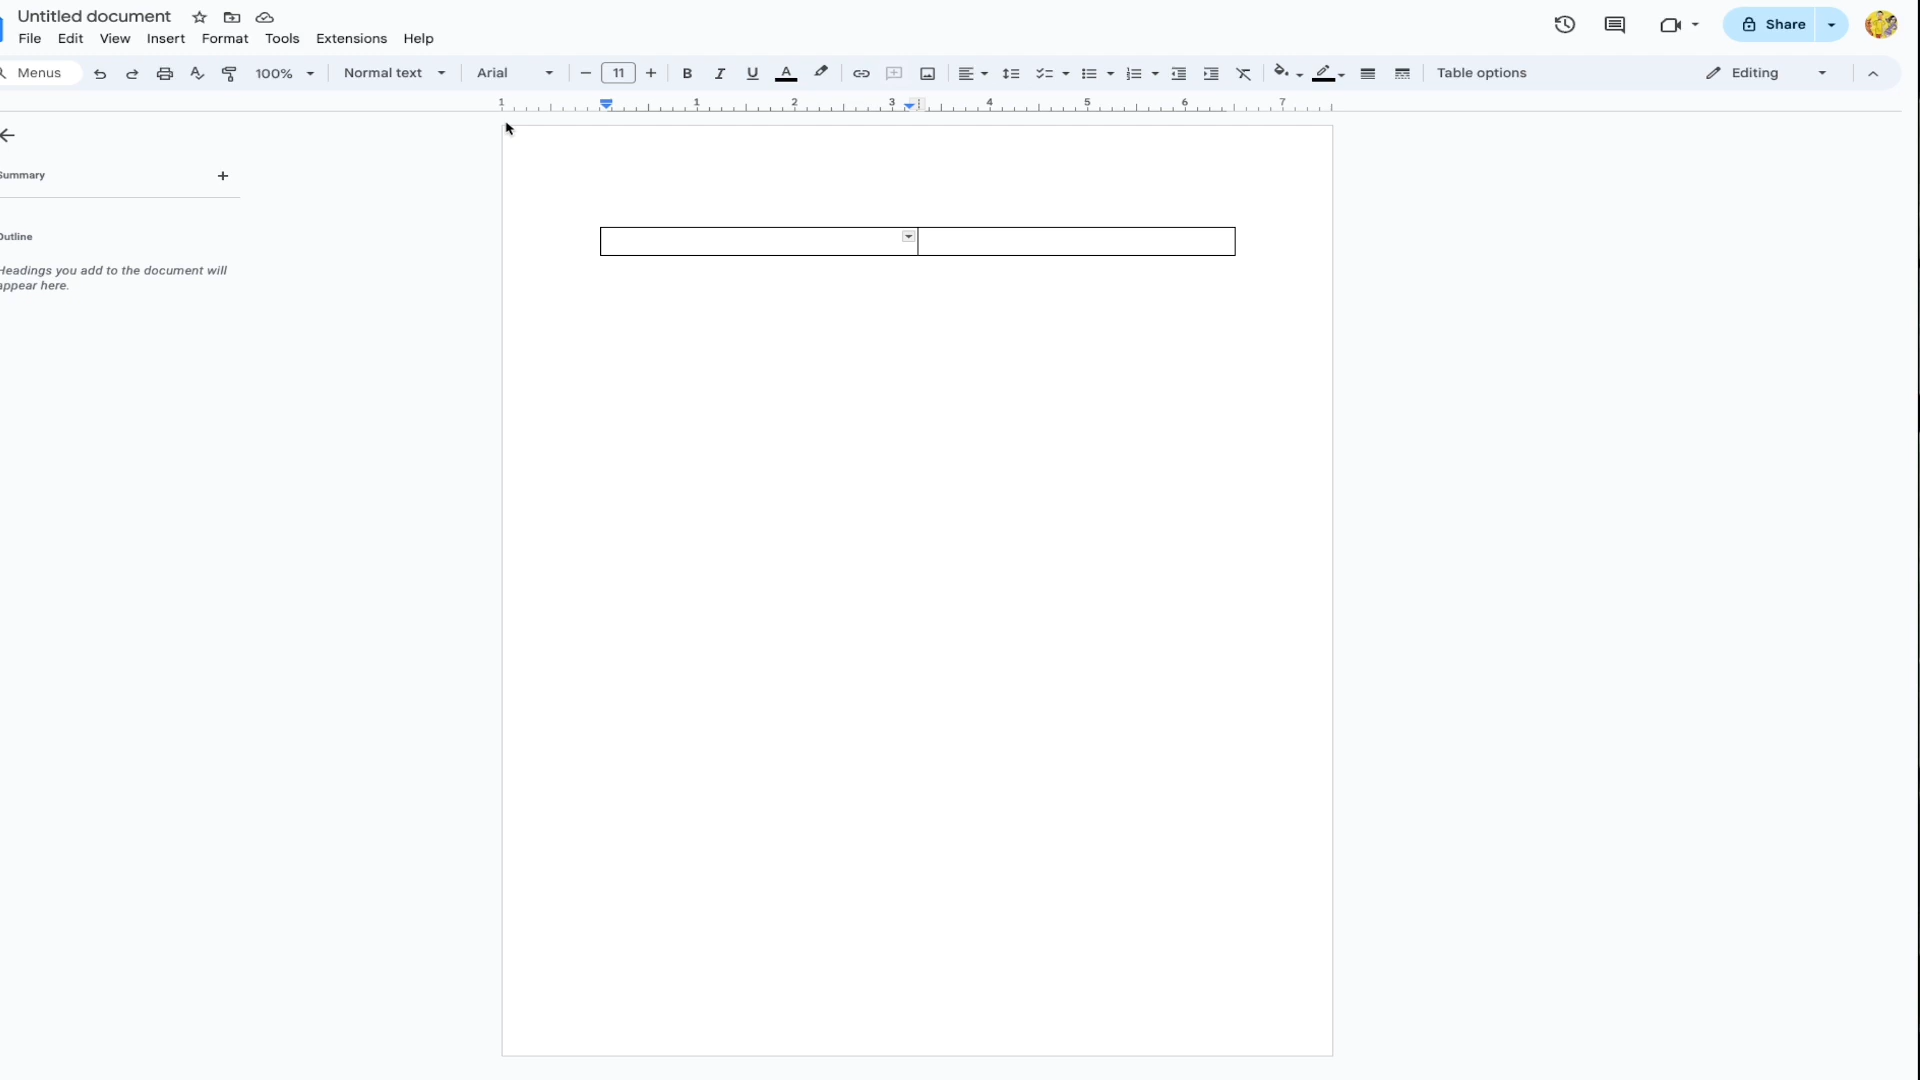 Untitled document
File Edit View Insert Format Tools Extensions Help
Share
Menus 100% Normal text Arial 11 B I U A Table options Editing
1 1 2 3 4 5 6 7
Summary
Outline
Headings you add to the document will
appear here.